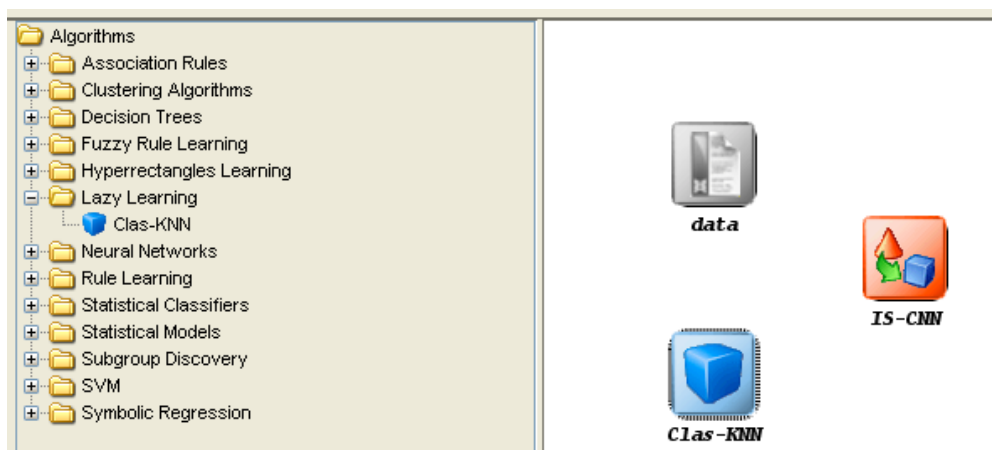 Algorithms
Association Rules
Clustering Algorithms
Decision Trees
Fuzzy Rule Learning
Hyperrectangles Learning
Lazy Learning
Clas-KNN
Neural Networks
Rule Learning
Statistical Classifiers
Statistical Models
Subgroup Discovery
SVM
Symbolic Regression
data
IS-CNN
Clas-KNN